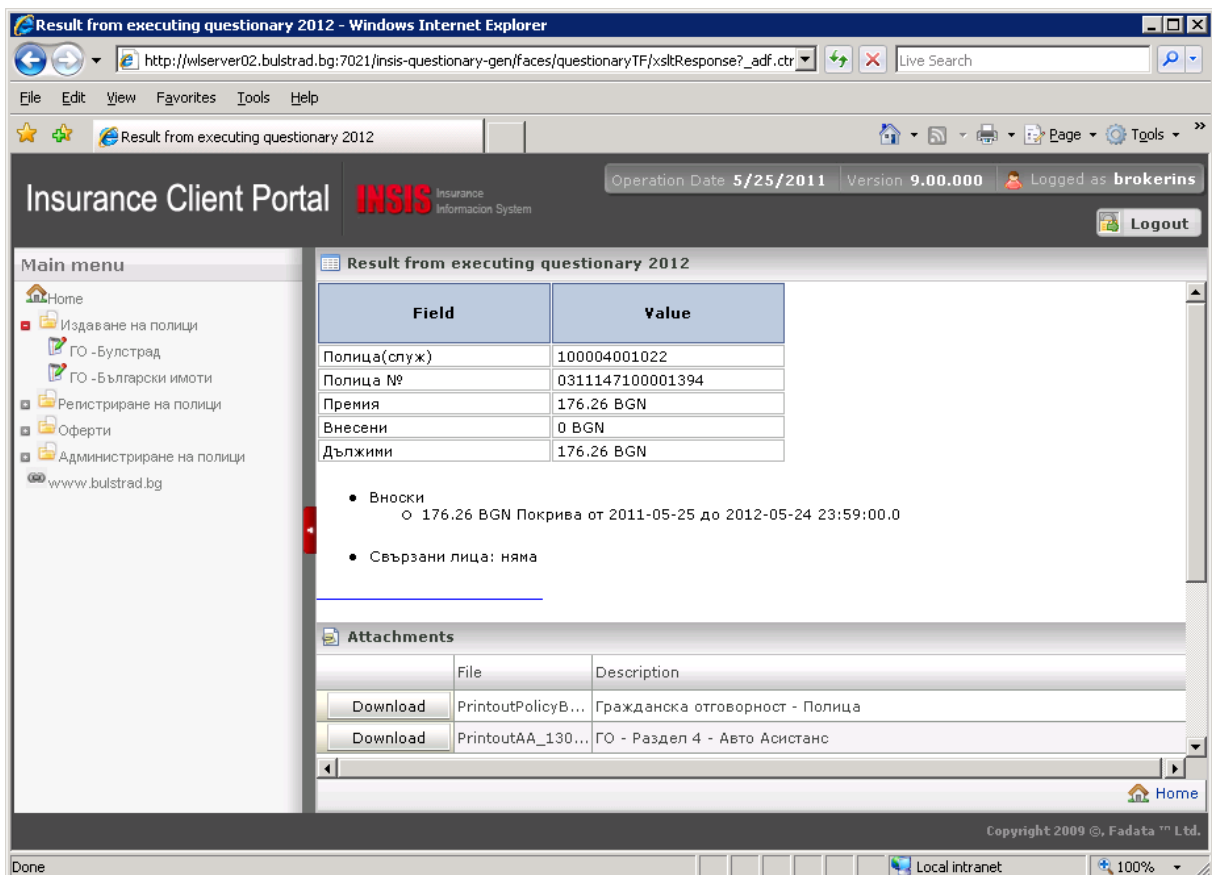 Result from executing questionary 2012 - Windows Internet Explorer
http://wlserver02.bulstrad.bg:7021/insis-questionary-gen/faces/questionaryTF/xsltResponse?_adf.ctr
Live Search
File Edit View Favorites Tools Help
Result from executing questionary 2012
Page Tools »
Insurance Client Portal
INSIS Insurance
Informacion System
Operation Date 5/25/2011 Version 9.00.000 Logged as brokerins
Logout
Main menu
Home
Издаване на полици
ГО -Булстрад
ГО -Български имоти
Регистриране на полици
Оферти
Администриране на полици
www.bulstrad.bg
Result from executing questionary 2012
Field Value
Полица(служ) 100004001022
Полица № 0311147100001394
Премия 176.26 BGN
Внесени 0 BGN
Дължими 176.26 BGN
Вноски
176.26 BGN Покрива от 2011-05-25 до 2012-05-24 23:59:00.0
Свързани лица: няма
Attachments
File Description
Download PrintoutPolicyB... Гражданска отговорност - Полица
Download PrintoutAA_130... ГО - Раздел 4 - Авто Асистанс
Home
Copyright 2009 ©, Fadata ™ Ltd.
Done Local intranet 100%